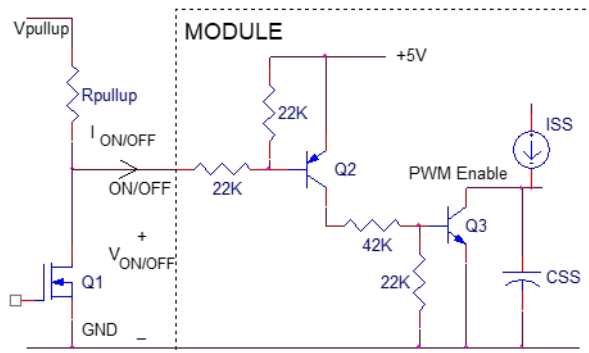 Vpullup
MODULE
+5V
Rpullup
22K
ISS
I ON/OFF
Q2
PWM Enable
ON/OFF
22K
Q3
+
42K
V ON/OFF
22K
CSS
Q1
GND
–